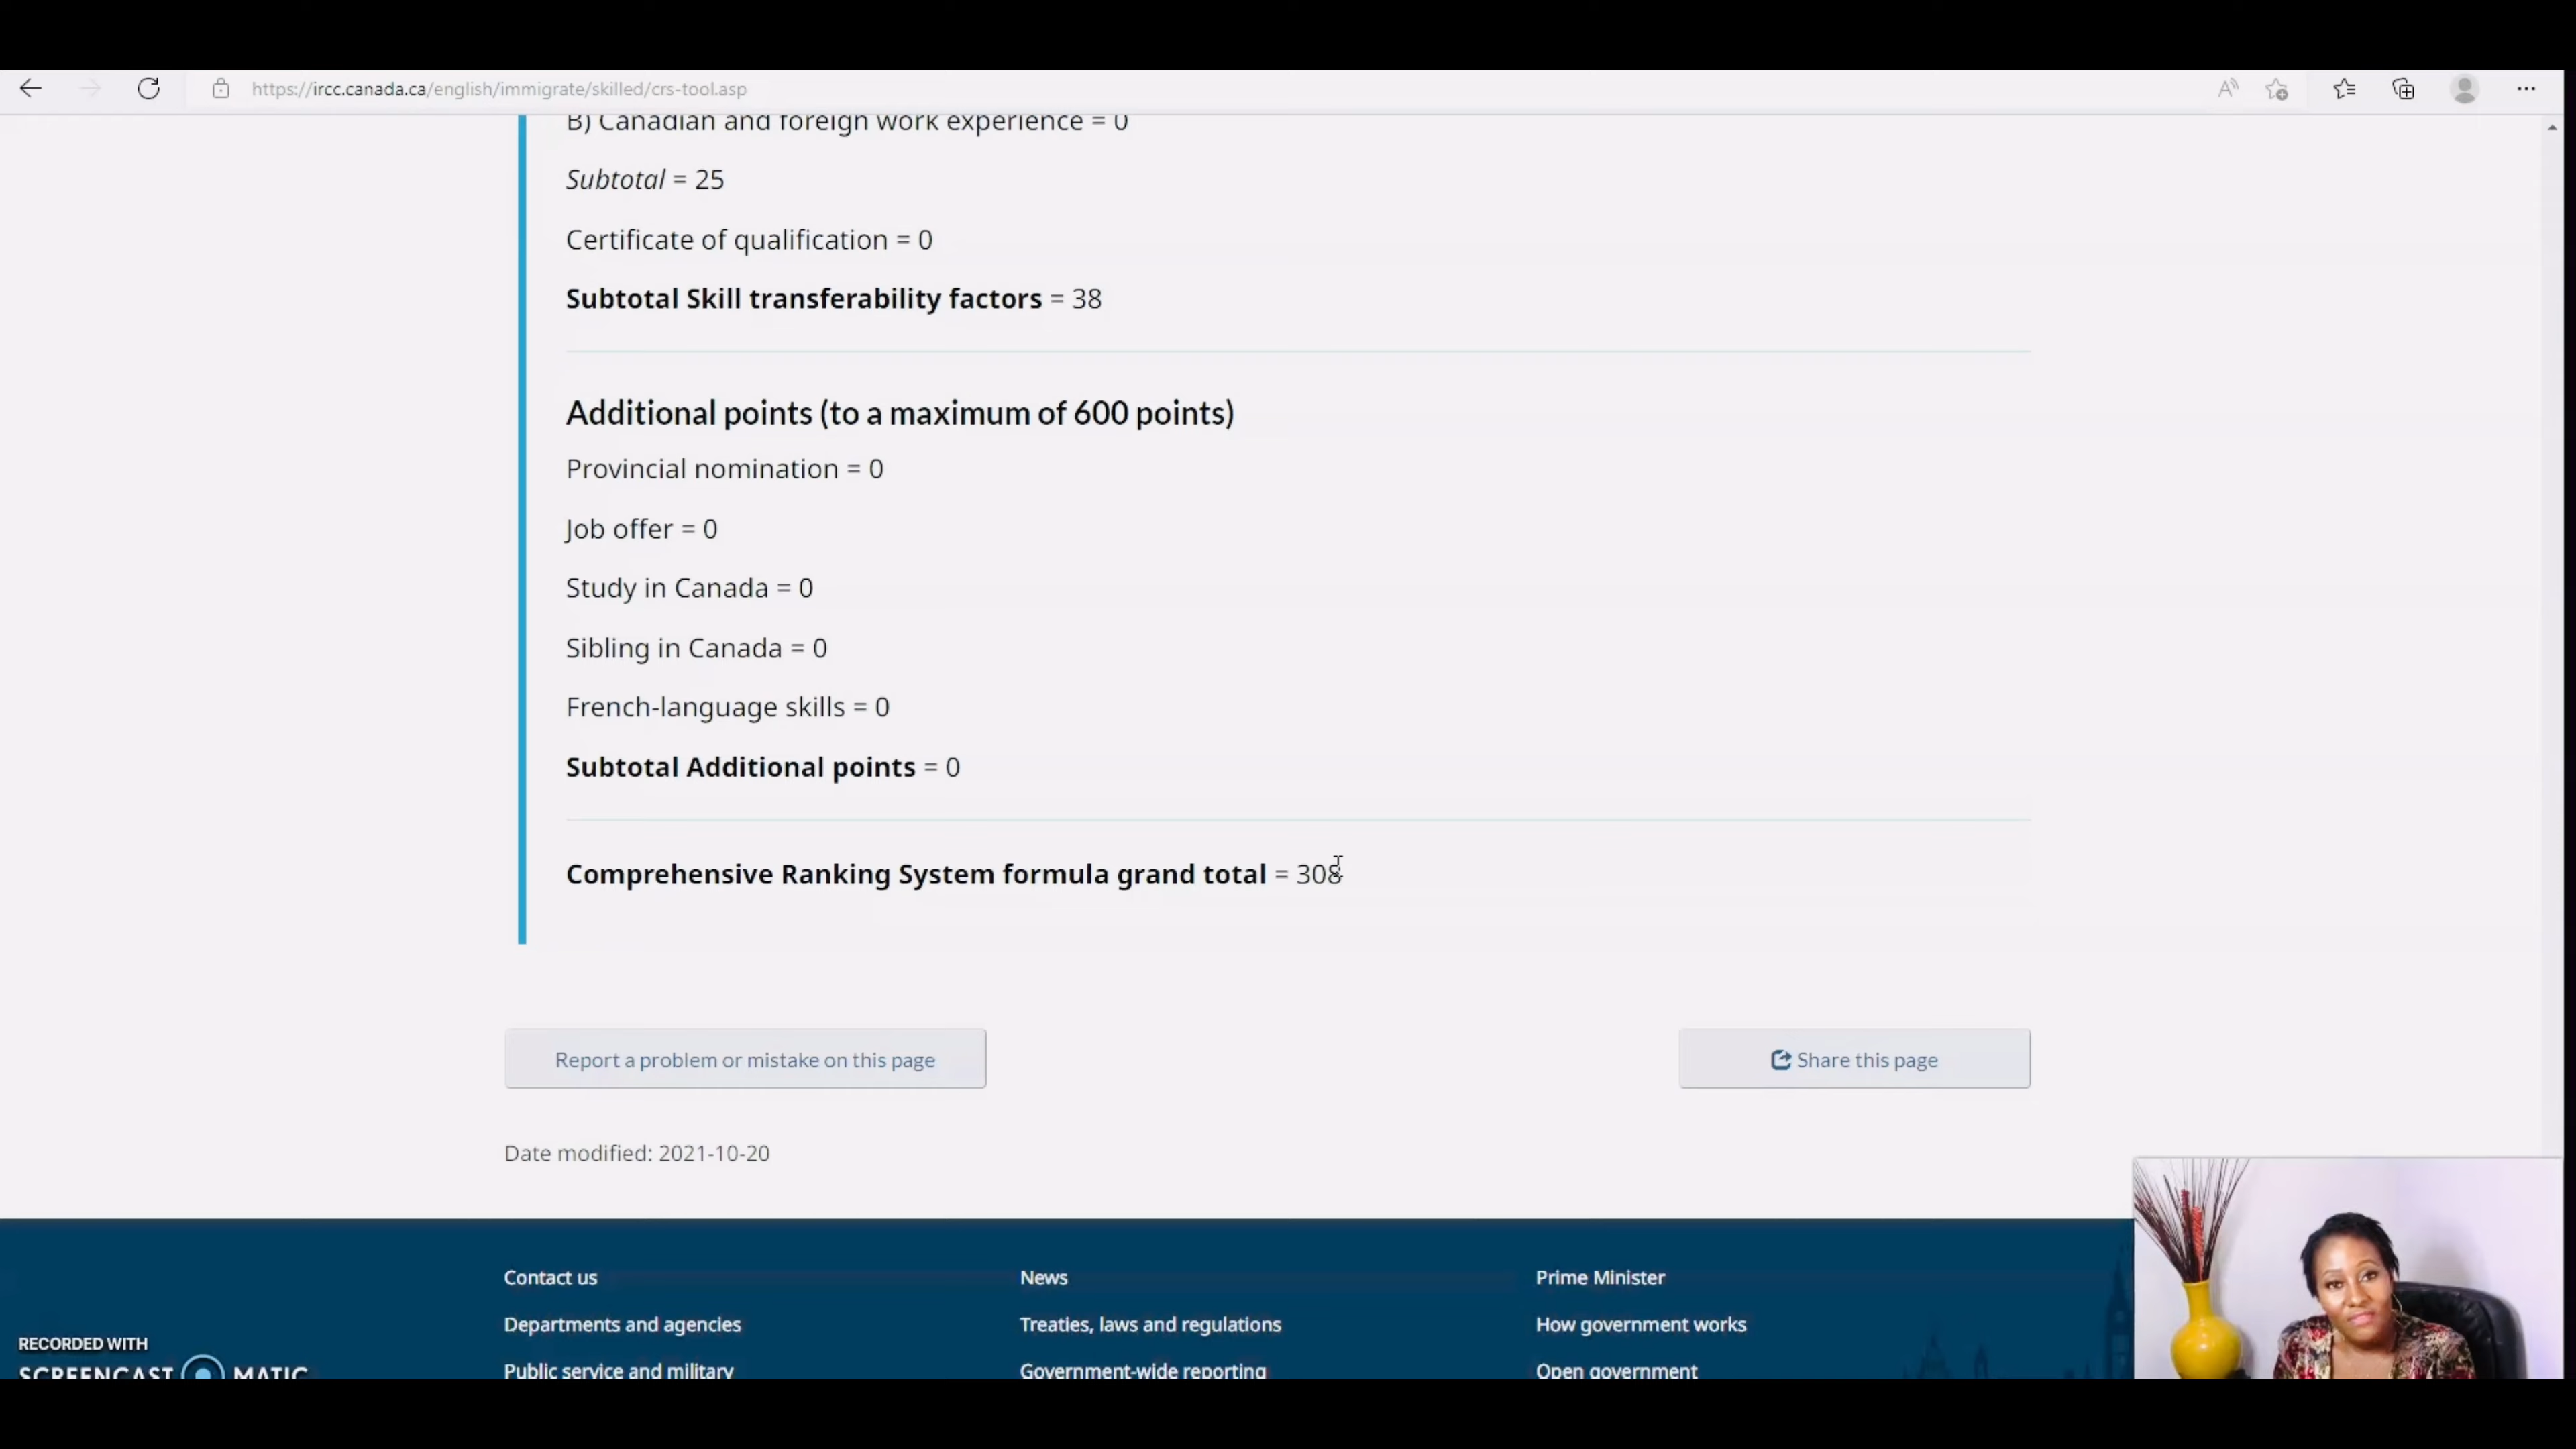 https://ircc.canada.ca/english/immigrate/skilled/crs-tool.asp
B) Canadian and foreign work experience = 0
Subtotal = 25
Certificate of qualification = 0
Subtotal Skill transferability factors = 38
Additional points (to a maximum of 600 points)
Provincial nomination = 0
Job offer = 0
Study in Canada = 0
Sibling in Canada = 0
French-language skills = 0
Subtotal Additional points = 0
Comprehensive Ranking System formula grand total = 308
Report a problem or mistake on this page
Share this page
Date modified: 2021-10-20
Contact us
News
Prime Minister
Departments and agencies
Treaties, laws and regulations
How government works
Public service and military
Government-wide reporting
Open government
RECORDED WITH
SCREENCAST MATIC